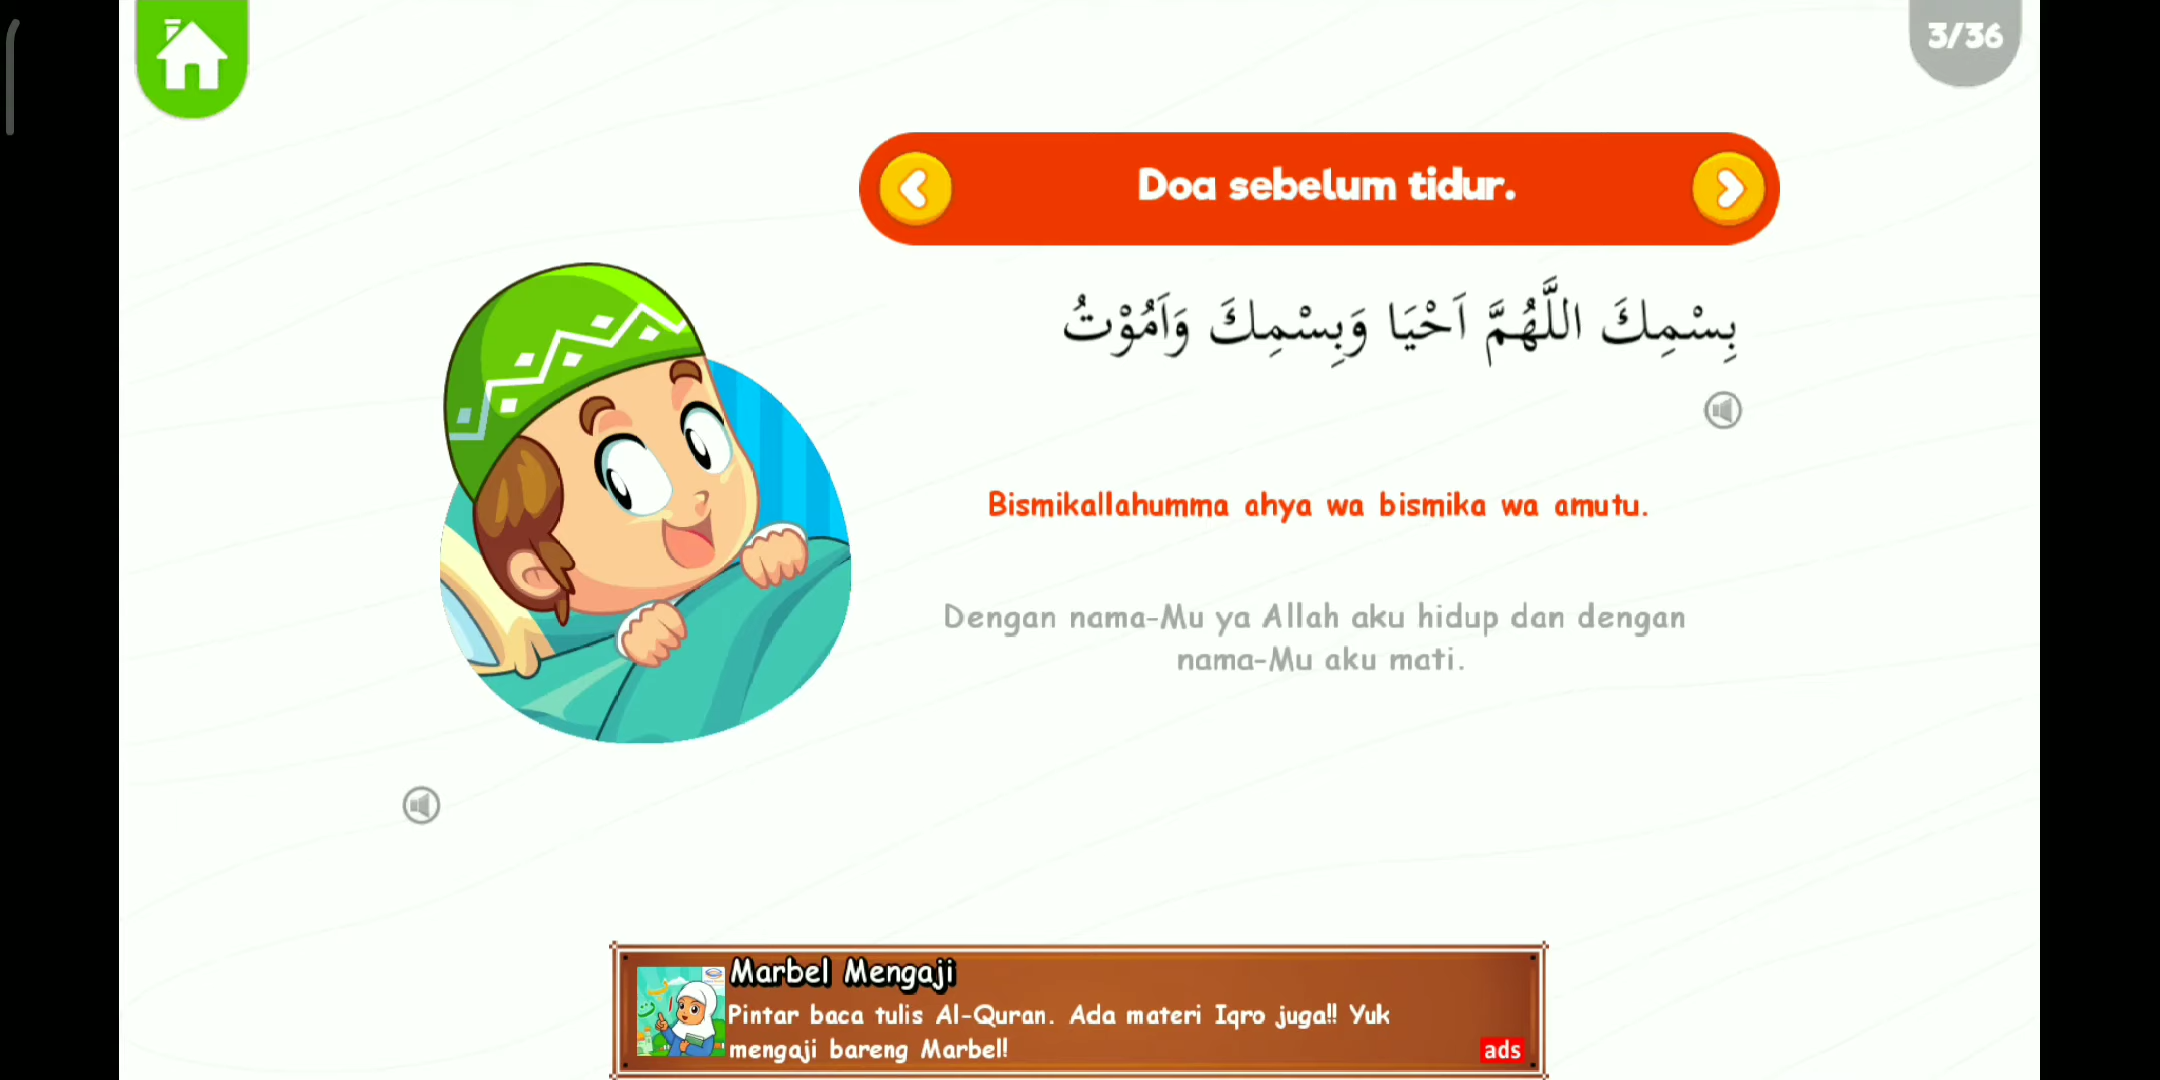 3/36
Doa sebelum tidur.
بِسْمِكَ اللَّهُمَّ اَحْيَا وَبِسْمِكَ وَاَمُوْتُ
Bismikallahumma ahya wa bismika wa amutu.
Dengan nama-Mu ya Allah aku hidup dan dengan
nama-Mu aku mati.
Marbel Mengaji
Pintar baca tulis Al-Quran. Ada materi Iqro juga!! Yuk
mengaji bareng Marbel!
ads